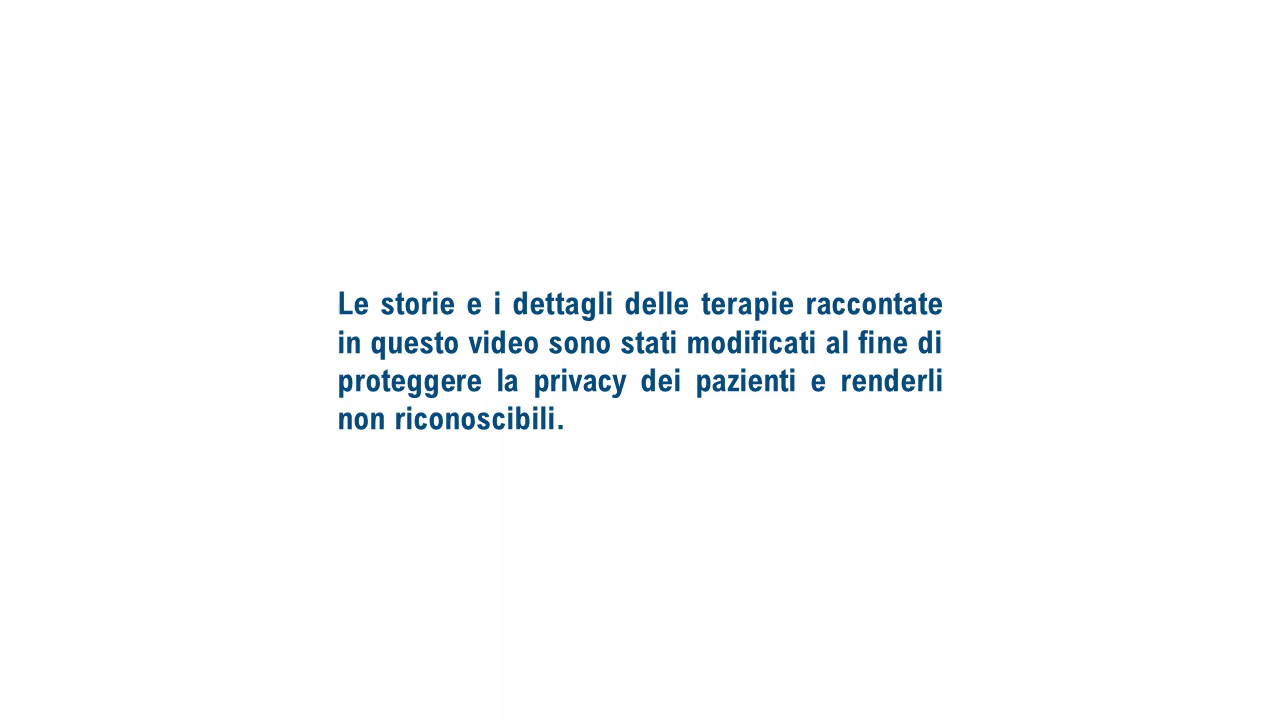 Le storie e i dettagli delle terapie raccontate
in questo video sono stati modificati al fine di
proteggere la privacy dei pazienti e renderli
non riconoscibili.